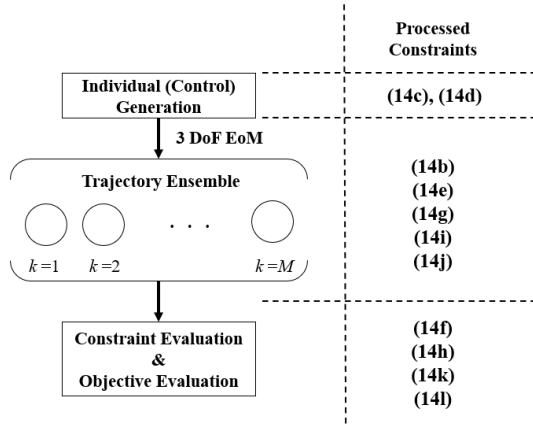 Processed
Constraints
Individual (Control)
Generation
(14c), (14d)
3 DoF EoM
Trajectory Ensemble
. . .
k =1
k =2
k =M
(14b)
(14e)
(14g)
(14i)
(14j)
Constraint Evaluation
&
Objective Evaluation
(14f)
(14h)
(14k)
(14l)